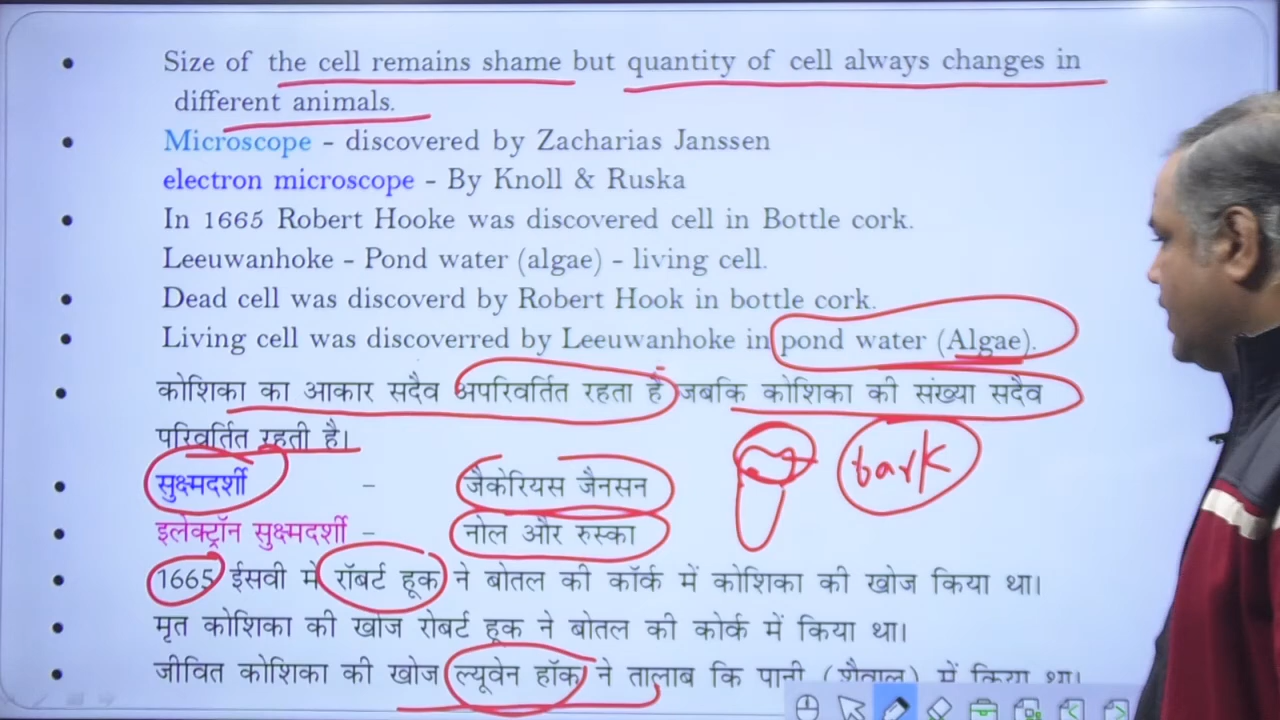 Size of the cell remains shame but quantity of cell always changes in
different animals.
Microscope - discovered by Zacharias Janssen
electron microscope - By Knoll & Ruska
In 1665 Robert Hooke was discovered cell in Bottle cork.
Leeuwanhoke - Pond water (algae) - living cell.
Dead cell was discoverd by Robert Hook in bottle cork.
Living cell was discoverred by Leeuwanhoke in pond water (Algae).
कोशिका का आकार सदैव अपरिवर्तित रहता है जबकि कोशिका की संख्या सदैव
परिवर्तित रहती है।
bark
सुक्ष्मदर्शी - जैकेरियस जैनसन
इलेक्ट्रॉन सुक्ष्मदर्शी - नोल और रुस्का
1665 ईसवी में रॉबर्ट हूक ने बोतल की कॉर्क में कोशिका की खोज किया था।
मृत कोशिका की खोज रोबर्ट हूक ने बोतल की कोर्क में किया था।
जीवित कोशिका की खोज ल्यूवेन हॉक ने तालाब कि पानी (शैवाल) में किया था।